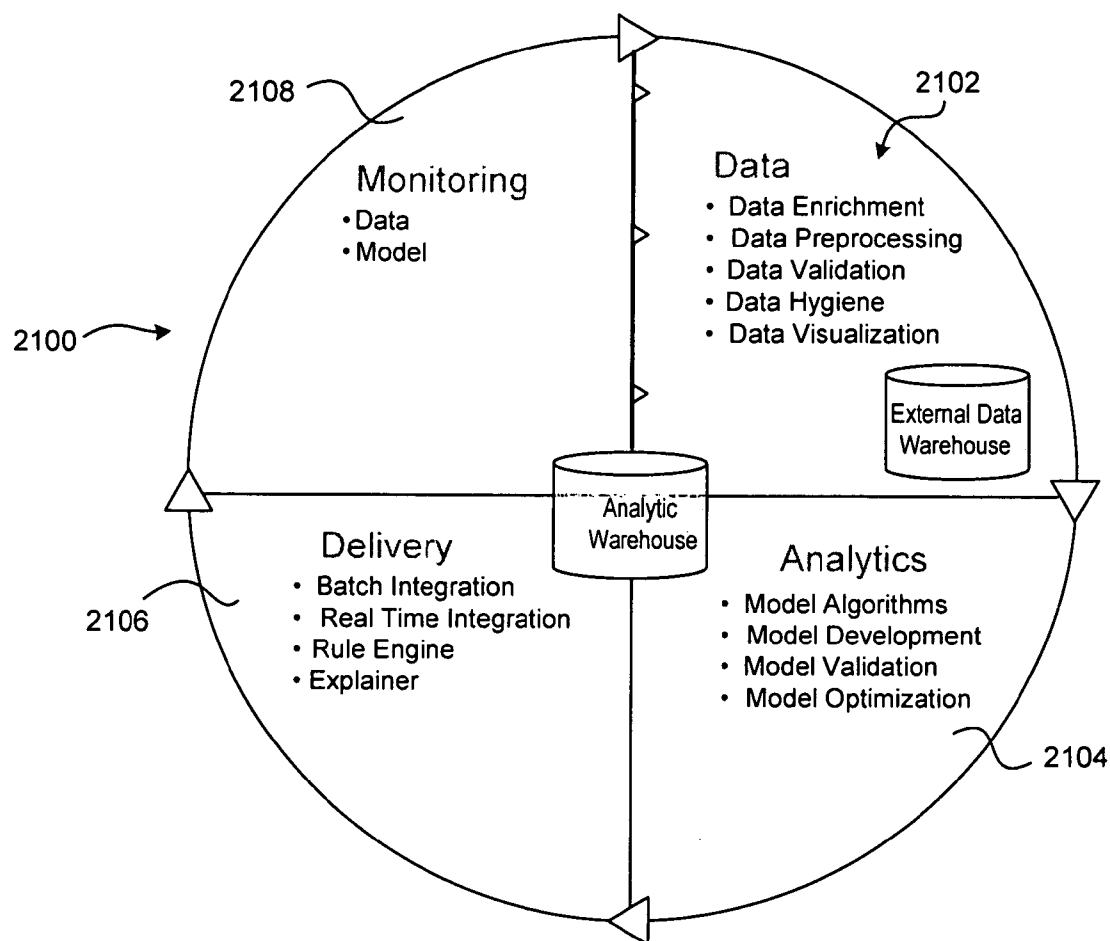 2108
2102
Monitoring
•Data
•Model
Data
• Data Enrichment
• Data Preprocessing
• Data Validation
• Data Hygiene
• Data Visualization
2100
External Data
Warehouse
Analytic
Warehouse
Delivery
• Batch Integration
• Real Time Integration
• Rule Engine
• Explainer
2106
Analytics
• Model Algorithms
• Model Development
• Model Validation
• Model Optimization
2104